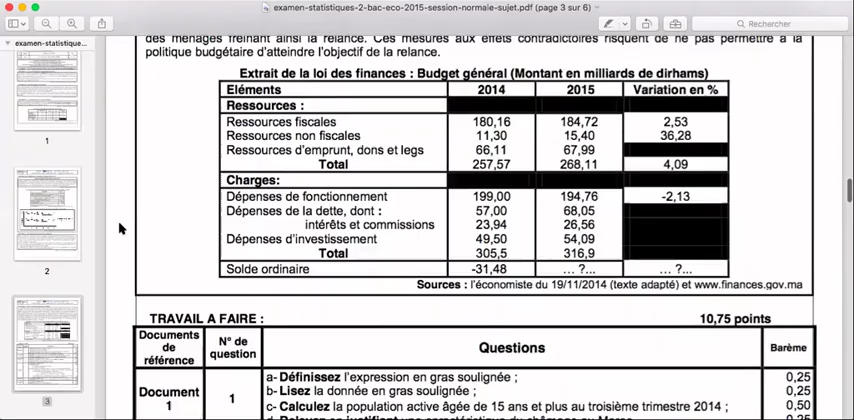 examen-statistiques-2-bac-eco-2015-session-normale-sujet.pdf (page 3 sur 6)
Rechercher
examen-statistique...
1
2
3
des ménages freinant ainsi la relance. Ces mesures aux effets contradictoires risquent de ne pas permettre à la
politique budgétaire d'atteindre l'objectif de la relance.
Extrait de la loi des finances : Budget général (Montant en milliards de dirhams)
Eléments 2014 2015 Variation en %
Ressources :
Ressources fiscales 180,16 184,72 2,53
Ressources non fiscales 11,30 15,40 36,28
Ressources d'emprunt, dons et legs 66,11 67,99
Total 257,57 268,11 4,09
Charges:
Dépenses de fonctionnement 199,00 194,76 -2,13
Dépenses de la dette, dont : 57,00 68,05
intérêts et commissions 23,94 26,56
Dépenses d'investissement 49,50 54,09
Total 305,5 316,9
Solde ordinaire -31,48 ... ?... ... ?...
Sources : l'économiste du 19/11/2014 (texte adapté) et www.finances.gov.ma
TRAVAIL A FAIRE : 10,75 points
Documents de référence N° de question Questions Barème
Document 1 1 a- Définissez l'expression en gras soulignée ; 0,25
b- Lisez la donnée en gras soulignée ; 0,25
c- Calculez la population active âgée de 15 ans et plus au troisième trimestre 2014 ; 0,50